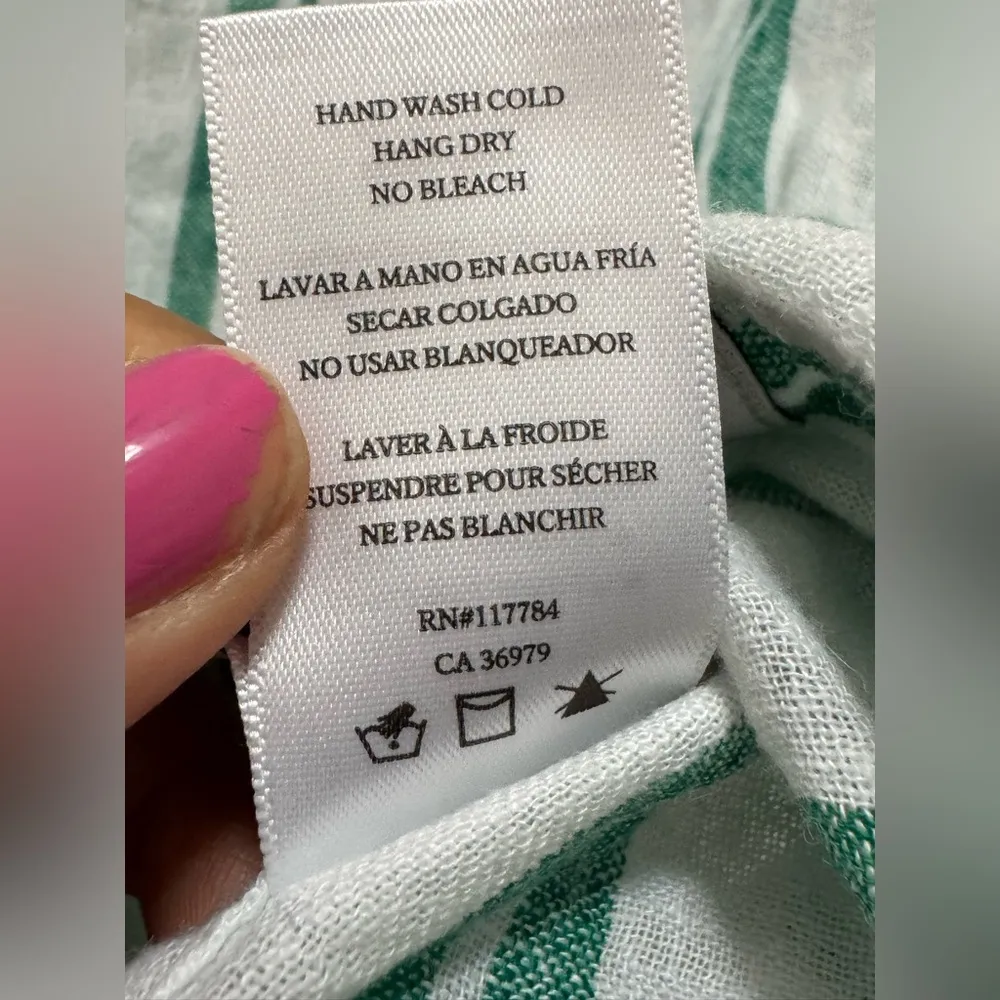 HAND WASH COLD
HANG DRY
NO BLEACH
LAVAR A MANO EN AGUA FRÍA
SECAR COLGADO
NO USAR BLANQUEADOR
LAVER À LA FROIDE
SUSPENDRE POUR SÉCHER
NE PAS BLANCHIR
RN#117784
CA 36979